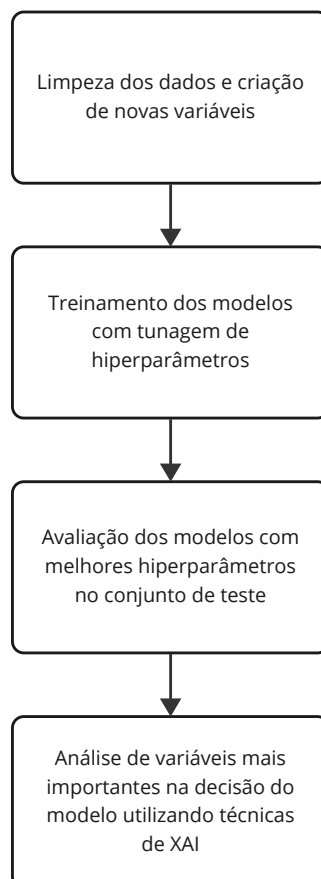 Limpeza dos dados e criação
de novas variáveis
Treinamento dos modelos
com tunagem de
hiperparâmetros
Avaliação dos modelos com
melhores hiperparâmetros
no conjunto de teste
Análise de variáveis mais
importantes na decisão do
modelo utilizando técnicas
de XAI